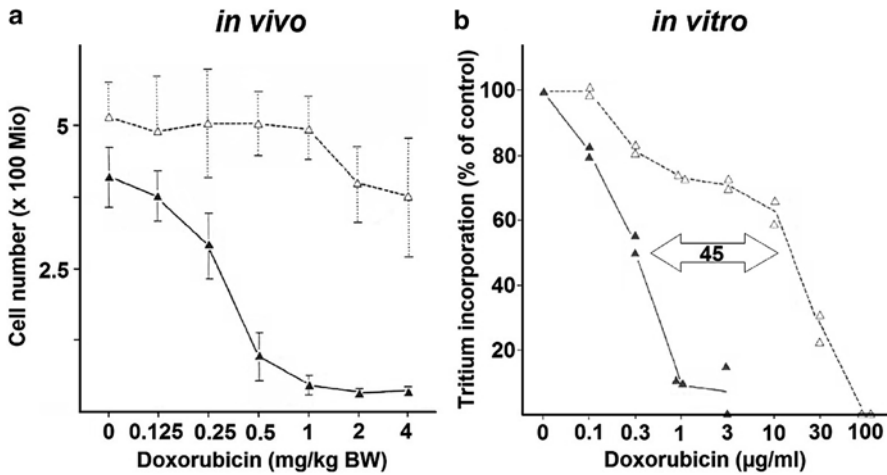 a
in vivo
Cell number (x 100 Mio)
5
2.5
0 0.125 0.25 0.5 1 2 4
Doxorubicin (mg/kg BW)
b
in vitro
Tritium incorporation (% of control)
100
80
60
40
20
45
0 0.1 0.3 1 3 10 30 100
Doxorubicin (µg/ml)